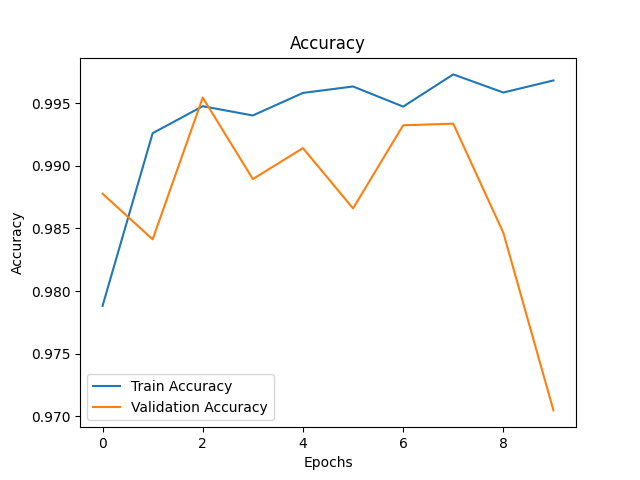 Accuracy
0.995
0.990
0.985
0.980
0.975
0.970
Accuracy
Train Accuracy
Validation Accuracy
0 2 4 6 8
Epochs